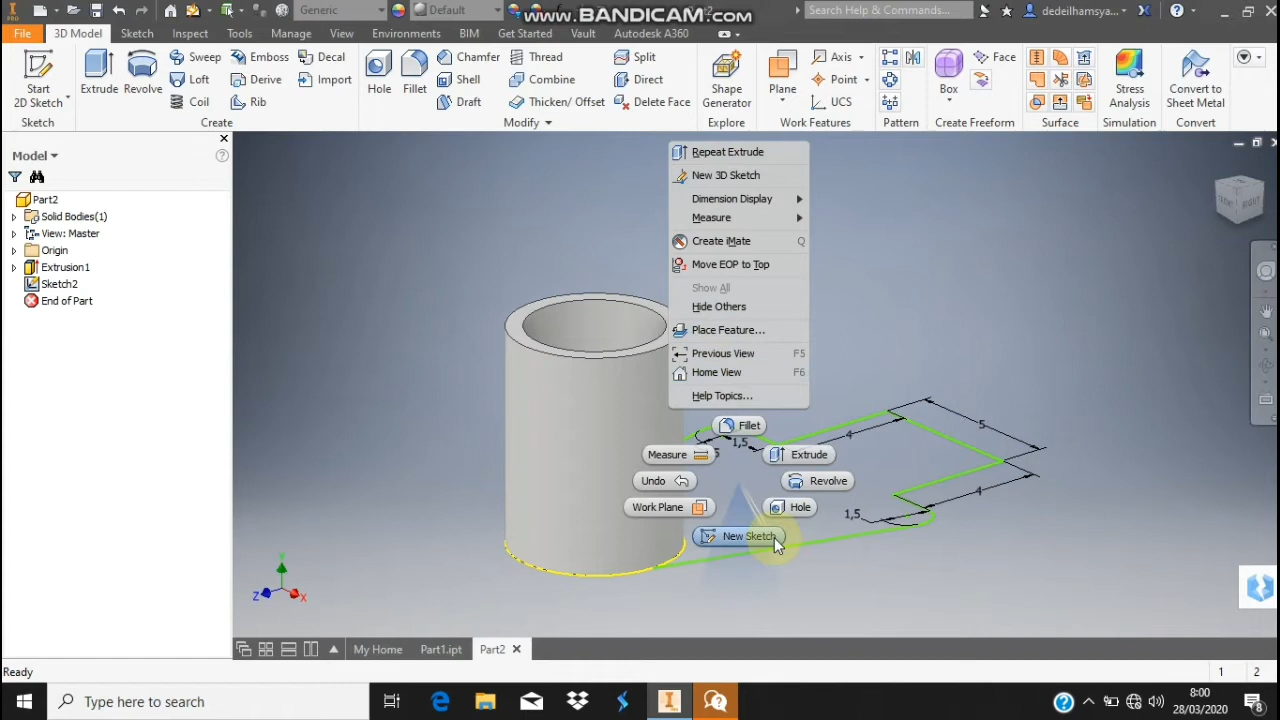 PRO
Generic
Default
www.BANDICAM.com
Search Help & Commands...
dedeilhamsya...
File
3D Model
Sketch
Inspect
Tools
Manage
View
Environments
BIM
Get Started
Vault
Autodesk A360
Start
2D Sketch
Extrude
Revolve
Sweep
Loft
Coil
Emboss
Derive
Rib
Decal
Import
Hole
Fillet
Chamfer
Shell
Draft
Thread
Combine
Thicken/ Offset
Split
Direct
Delete Face
Shape
Generator
Plane
Axis
Point
UCS
Box
Face
Stress
Analysis
Convert to
Sheet Metal
Sketch
Create
Modify
Explore
Work Features
Pattern
Create Freeform
Surface
Simulation
Convert
Model
Part2
Solid Bodies(1)
View: Master
Origin
Extrusion1
Sketch2
End of Part
Repeat Extrude
New 3D Sketch
Dimension Display
Measure
Create iMate Q
Move EOP to Top
Show All
Hide Others
Place Feature...
Previous View F5
Home View F6
Help Topics...
Fillet
Measure
Extrude
Undo
Revolve
Work Plane
Hole
New Sketch
1,5
4
5
4
1,5
5
RIGHT
Y
Z
X
My Home
Part1.ipt
Part2
Ready
1
2
Type here to search
8:00
28/03/2020
8